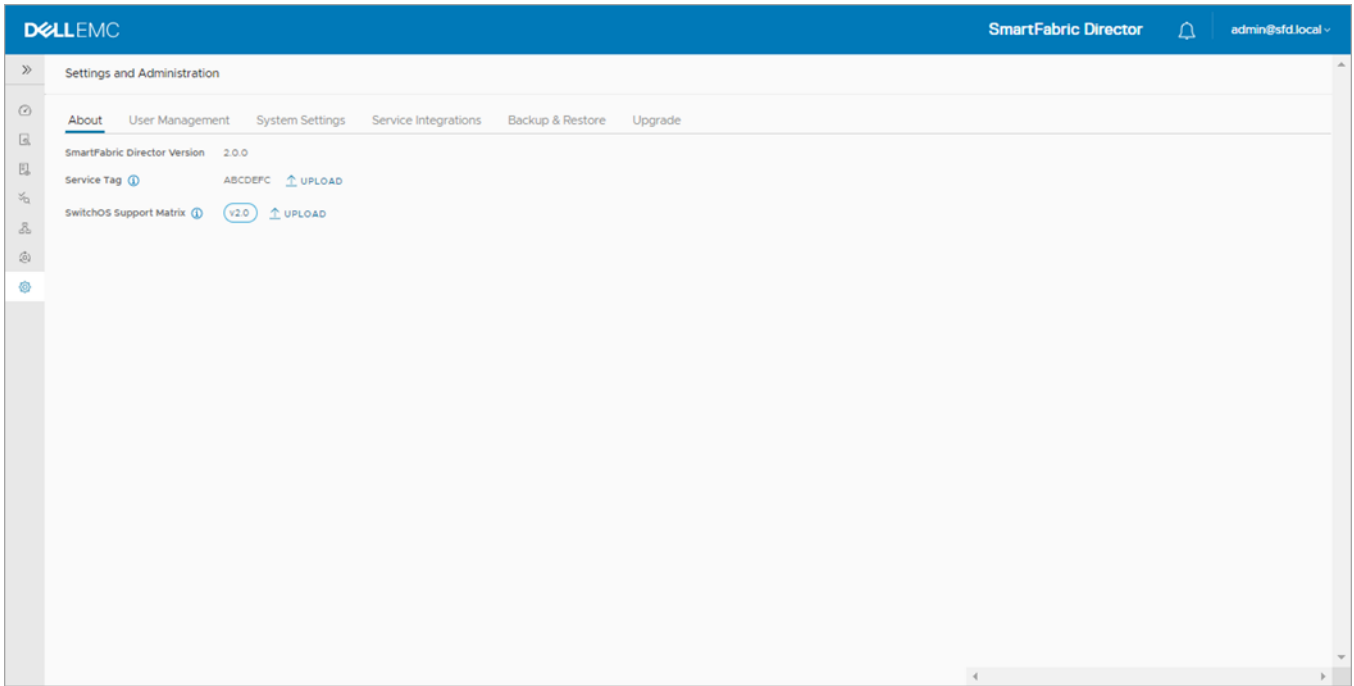 DELLEMC SmartFabric Director admin@sfd.local
Settings and Administration
About User Management System Settings Service Integrations Backup & Restore Upgrade
SmartFabric Director Version 2.0.0
Service Tag ABCDEFC UPLOAD
SwitchOS Support Matrix v2.0 UPLOAD